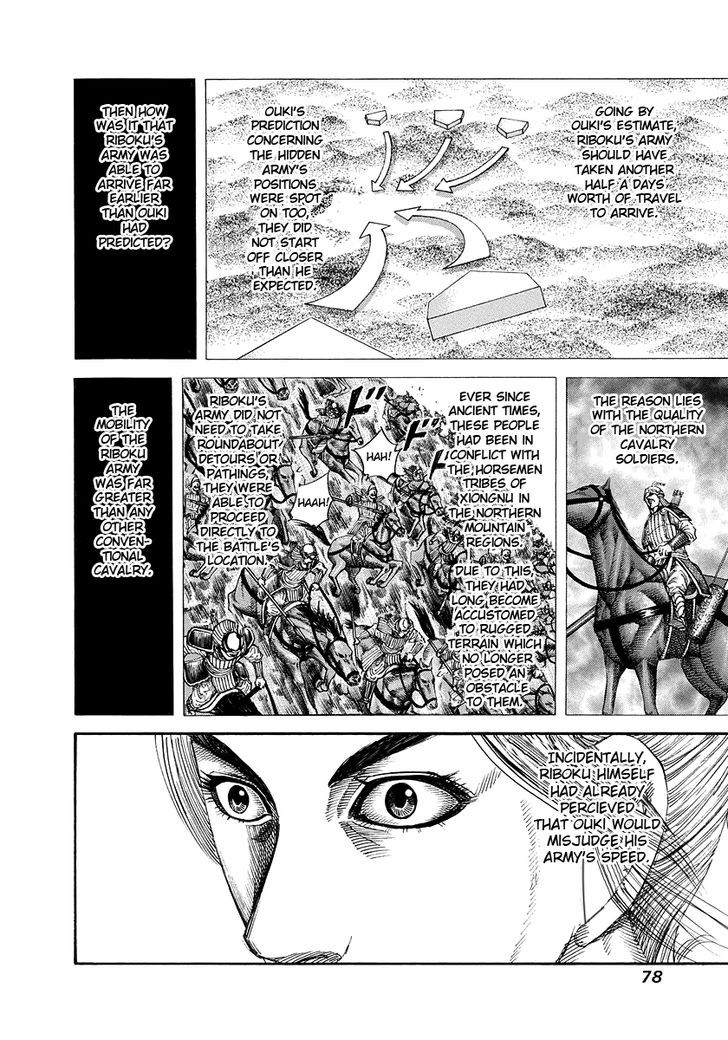 GOING BY
OUKI'S ESTIMATE,
RIBOKU'S ARMY
SHOULD HAVE
TAKEN ANOTHER
HALF A DAYS
WORTH OF TRAVEL
TO ARRIVE.
OUKI'S
PREDICTION
CONCERNING
THE HIDDEN
ARMY'S
POSITIONS
WERE SPOT
ON TOO,
THEY DID
NOT START
OFF CLOSER
THAN HE
EXPECTED.
THEN HOW
WAS IT THAT
RIBOKU'S
ARMY WAS
ABLE TO
ARRIVE FAR
EARLIER
THAN OUKI
HAD
PREDICTED?
THE REASON LIES
WITH THE QUALITY
OF THE NORTHERN
CAVALRY
SOLDIERS.
EVER SINCE
ANCIENT TIMES,
THESE PEOPLE
HAD BEEN IN
CONFLICT WITH
THE HORSEMEN
TRIBES OF
XIONGNU
IN THE
NORTHERN
MOUNTAIN
REGIONS.
DUE TO THIS,
THEY HAD
LONG BECOME
ACCUSTOMED
TO RUGGED
TERRAIN WHICH
NO LONGER
POSED AN
OBSTACLE
TO THEM.
ドドド
HAH!
HAAH!
RIBOKU'S
ARMY DID NOT
NEED TO TAKE
ROUNDABOUT
DETOURS OR
PATHINGS,
THEY WERE
ABLE TO
PROCEED
DIRECTLY TO
THE BATTLE'S
LOCATION.
THE
MOBILITY
OF THE
RIBOKU
ARMY
WAS FAR
GREATER
THAN ANY
OTHER
CONVEN-
TIONAL
CAVALRY.
INCIDENTALLY,
RIBOKU HIMSELF
HAD ALREADY
PERCIEVED
THAT OUKI WOULD
MISJUDGE HIS
ARMY'S SPEED.
78